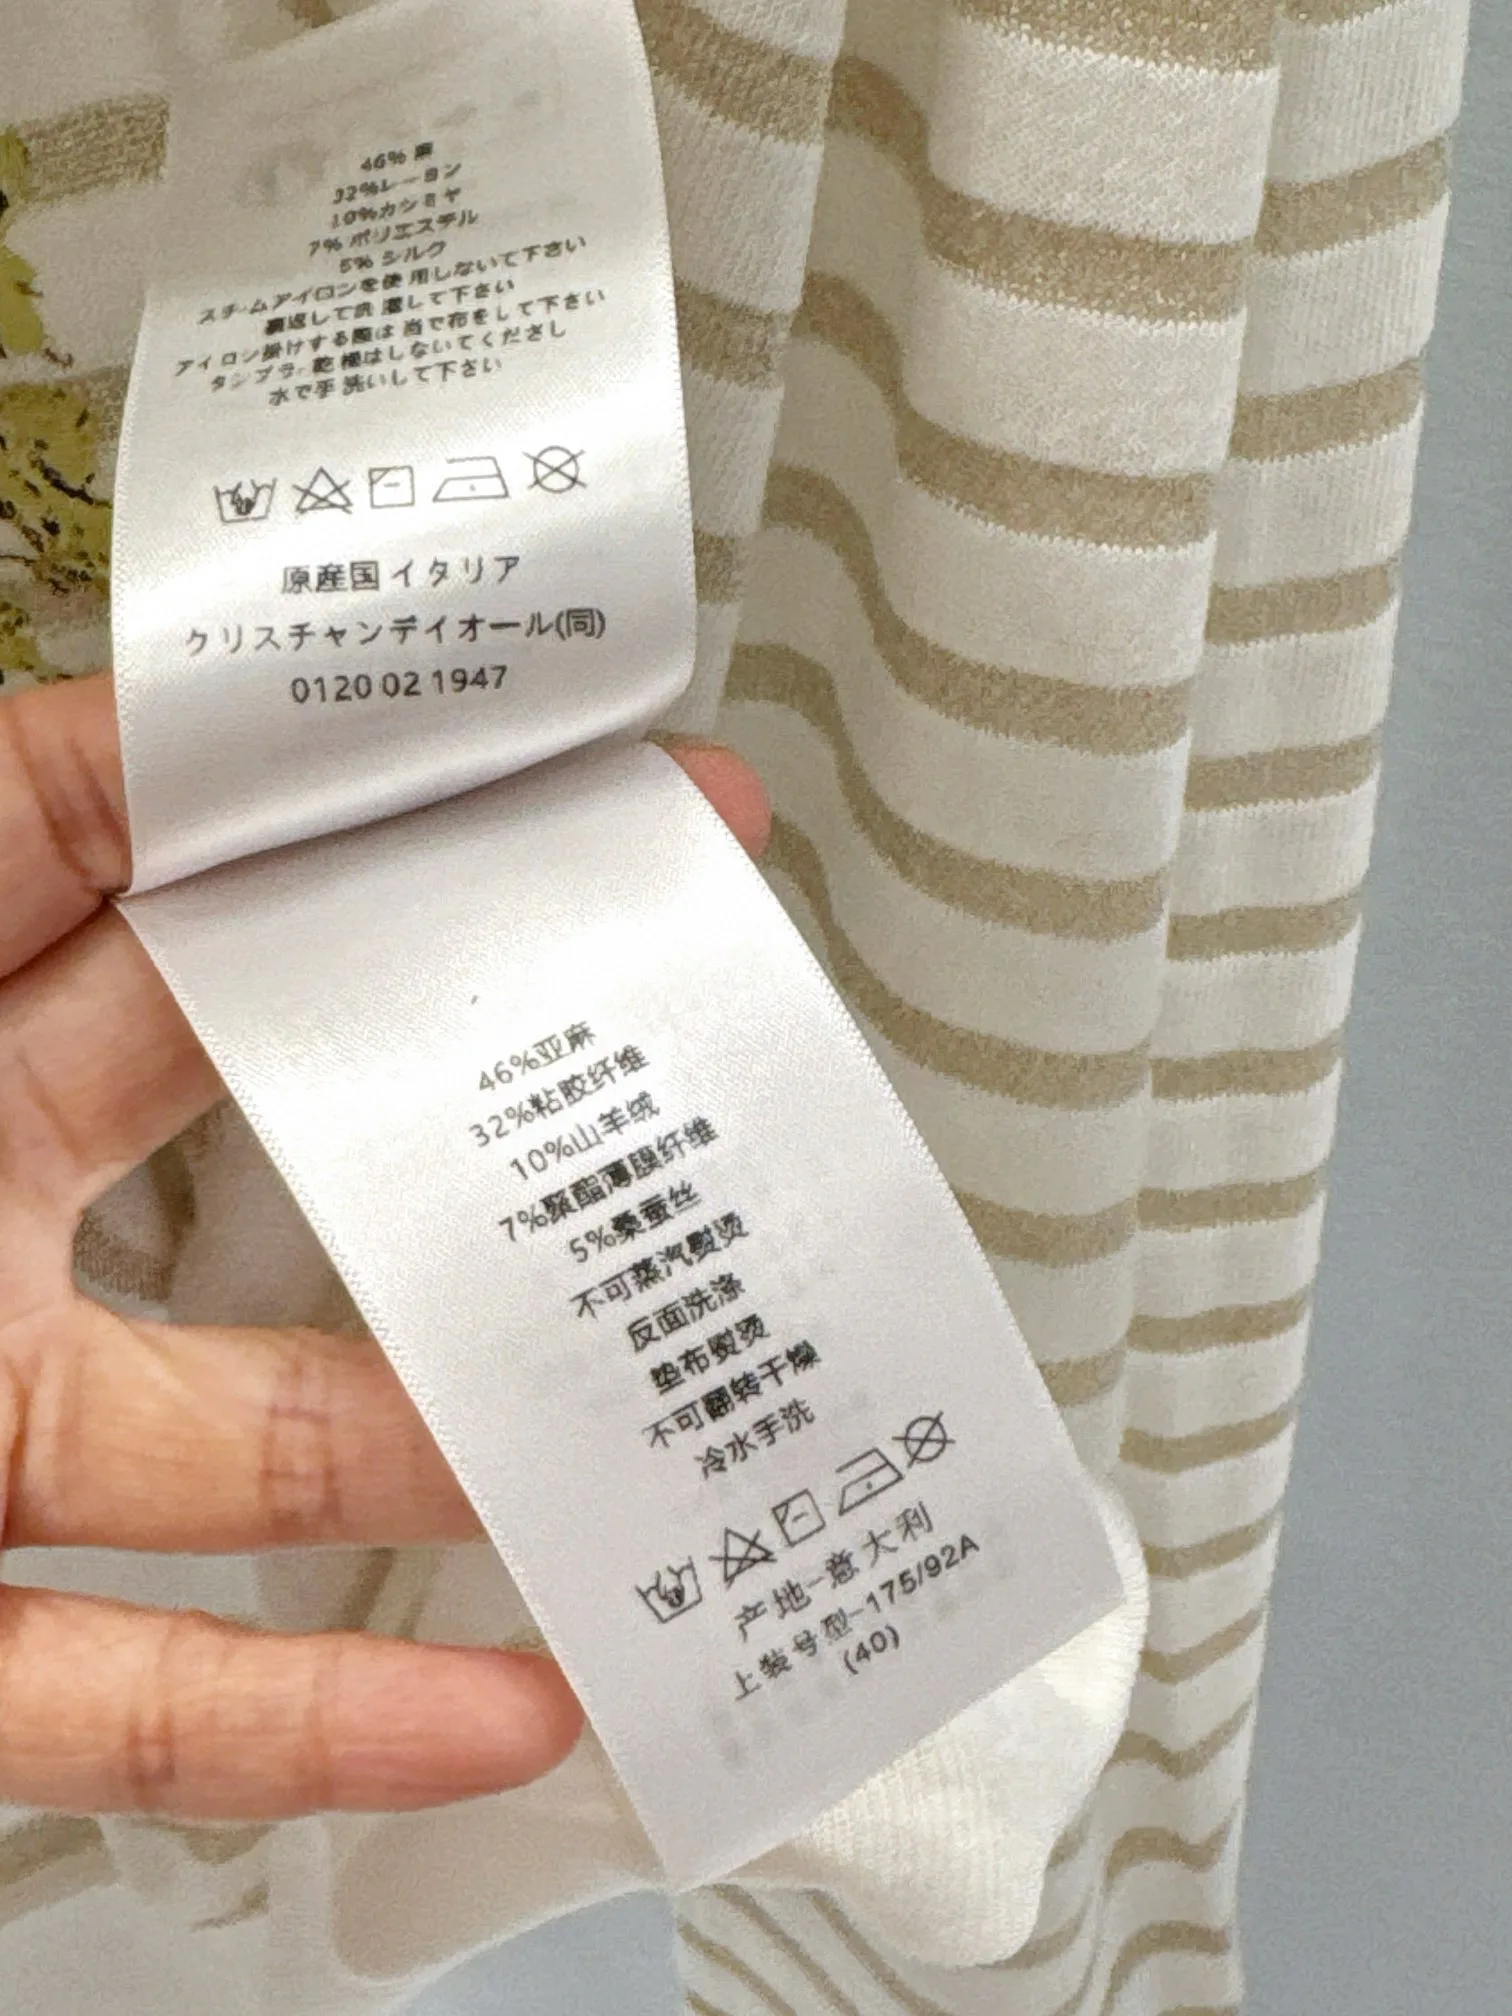 46% 麻
32%レーヨン
10%カシミヤ
7% ポリエステル
5% シルク
スチームアイロンを使用しないて下さい
裏返して洗濯して下さい
アイロン掛けする際は当て布をして下さい
タンブラー乾燥はしないてくださし
水で手洗いして下さい
原産国イタリア
クリスチャンデイオール(同)
0120 02 1947
46%亚麻
32%粘胶纤维
10%山羊绒
7%聚酯薄膜纤维
5%桑蚕丝
不可蒸汽熨烫
反面洗涤
垫布熨烫
不可翻转干燥
冷水手洗
产地-意大利
上装号型-175/92A
(40)